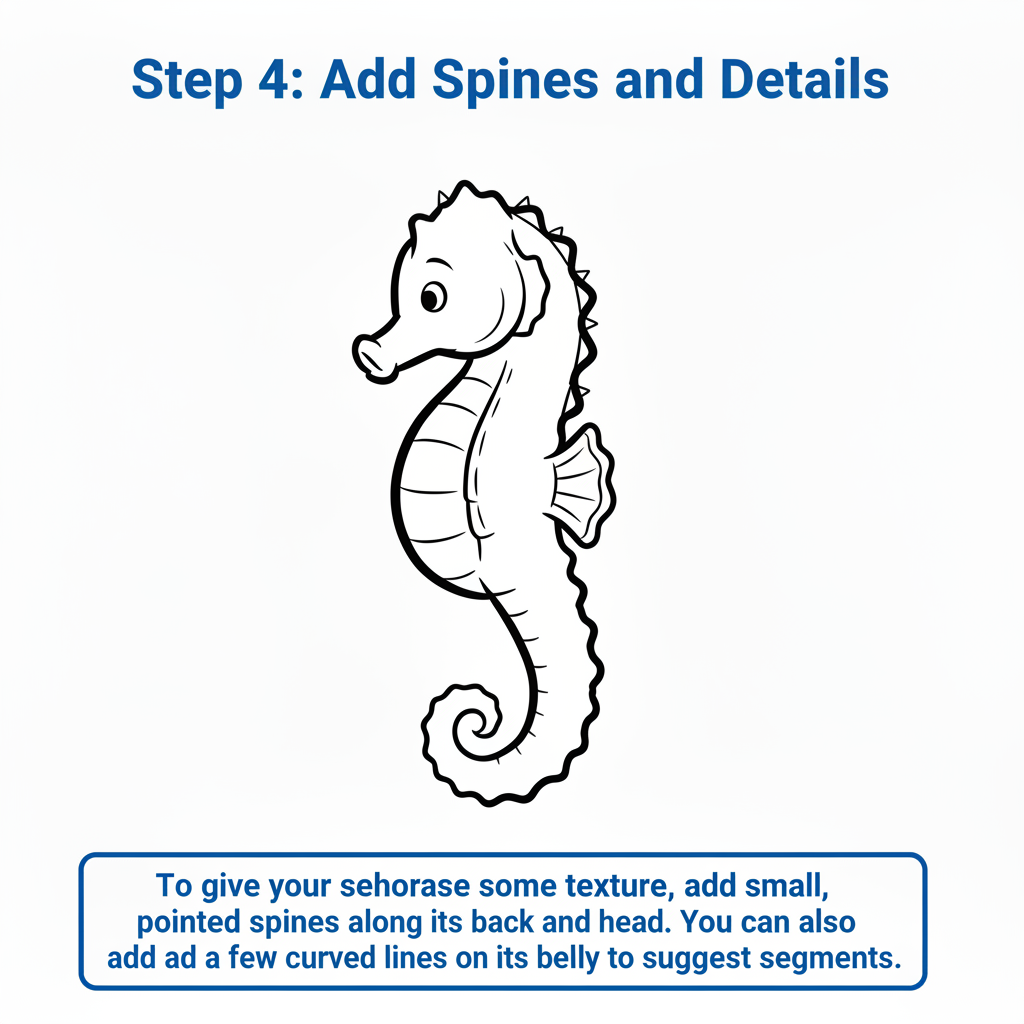 Step 4: Add Spines and Details
To give your sehorase some texture, add small,
pointed spines along its back and head. You can also
add ad a few curved lines on its belly to suggest segments.